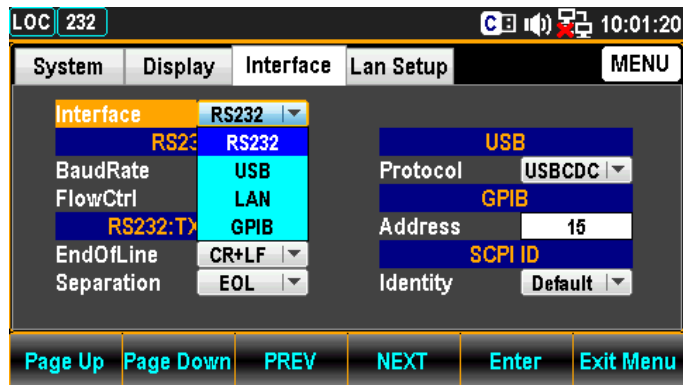 LOC 232 C 10:01:20
System Display Interface Lan Setup MENU
Interface RS232
RS23 RS232 USB
BaudRate USB Protocol USBCDC
FlowCtrl LAN GPIB
RS232:TX GPIB Address 15
EndOfLine CR+LF SCPI ID
Separation EOL Identity Default
Page Up Page Down PREV NEXT Enter Exit Menu